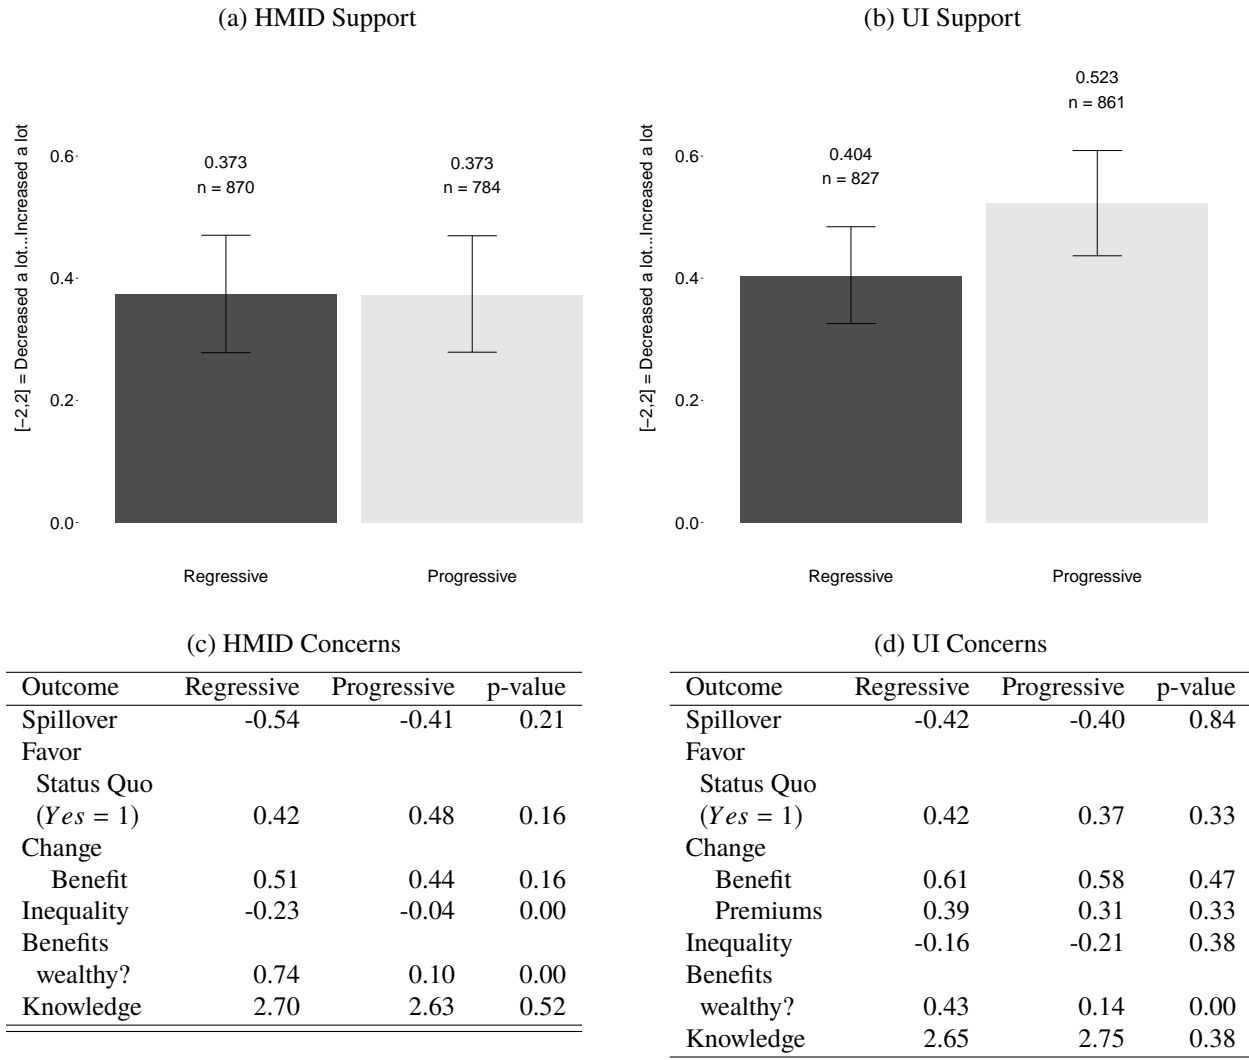 (a) HMID Support
[−2,2] = Decreased a lot...Increased a lot
0.6
0.4
0.2
0.0
0.373
n = 870
0.373
n = 784
Regressive
Progressive
(b) UI Support
[−2,2] = Decreased a lot...Increased a lot
0.6
0.4
0.2
0.0
0.404
n = 827
0.523
n = 861
Regressive
Progressive
(c) HMID Concerns
Outcome Regressive Progressive p-value
Spillover -0.54 -0.41 0.21
Favor
Status Quo
(Yes = 1) 0.42 0.48 0.16
Change
Benefit 0.51 0.44 0.16
Inequality -0.23 -0.04 0.00
Benefits
wealthy? 0.74 0.10 0.00
Knowledge 2.70 2.63 0.52
(d) UI Concerns
Outcome Regressive Progressive p-value
Spillover -0.42 -0.40 0.84
Favor
Status Quo
(Yes = 1) 0.42 0.37 0.33
Change
Benefit 0.61 0.58 0.47
Premiums 0.39 0.31 0.33
Inequality -0.16 -0.21 0.38
Benefits
wealthy? 0.43 0.14 0.00
Knowledge 2.65 2.75 0.38